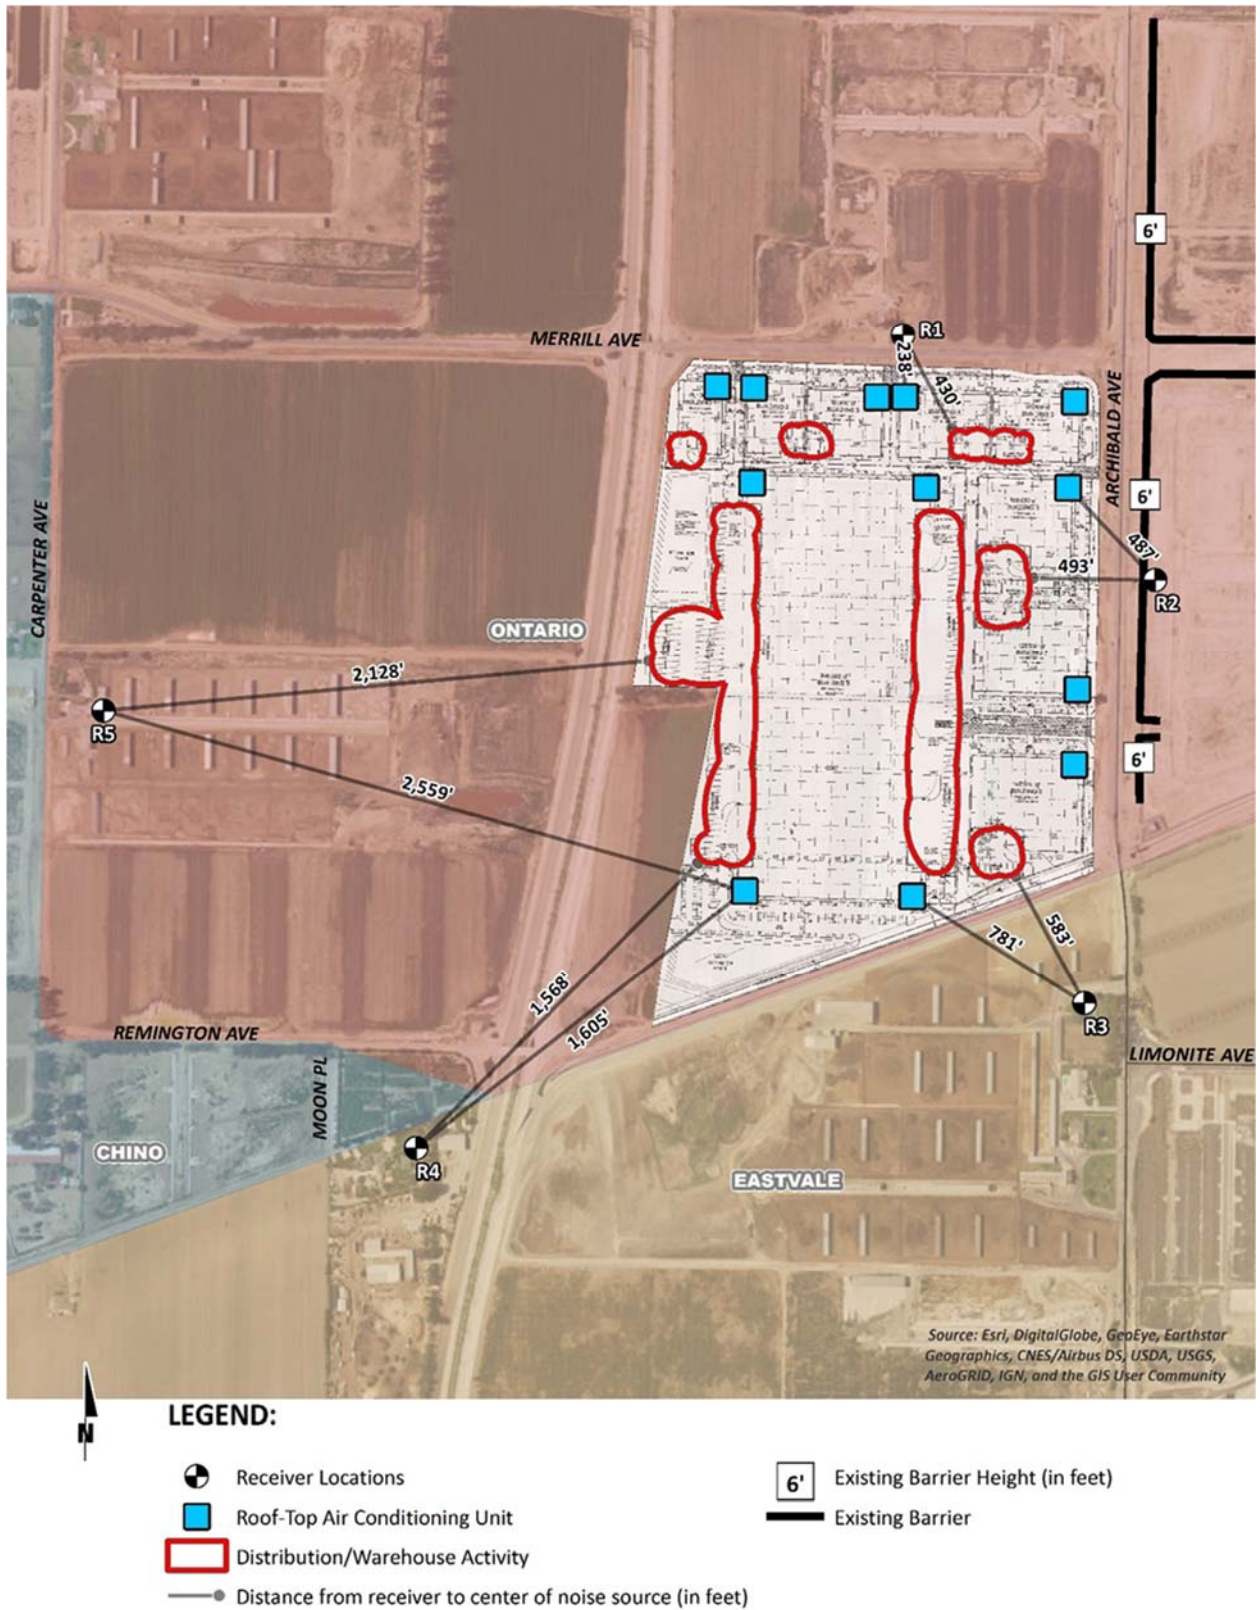 6'
R1
MERRILL AVE
238'
430'
ARCHIBALD AVE
6'
CARPENTER AVE
487'
493'
R2
ONTARIO
2,128'
R5
6'
2,559'
781'
583'
1,568'
R3
1,605'
REMINGTON AVE
LIMONITE AVE
MOON PL
CHINO
R4
EASTVALE
Source: Esri, DigitalGlobe, GeoEye, Earthstar
Geographics, CNES/Airbus DS, USDA, USGS,
AeroGRID, IGN, and the GIS User Community
N
LEGEND:
Receiver Locations
6' Existing Barrier Height (in feet)
Roof-Top Air Conditioning Unit
Existing Barrier
Distribution/Warehouse Activity
Distance from receiver to center of noise source (in feet)